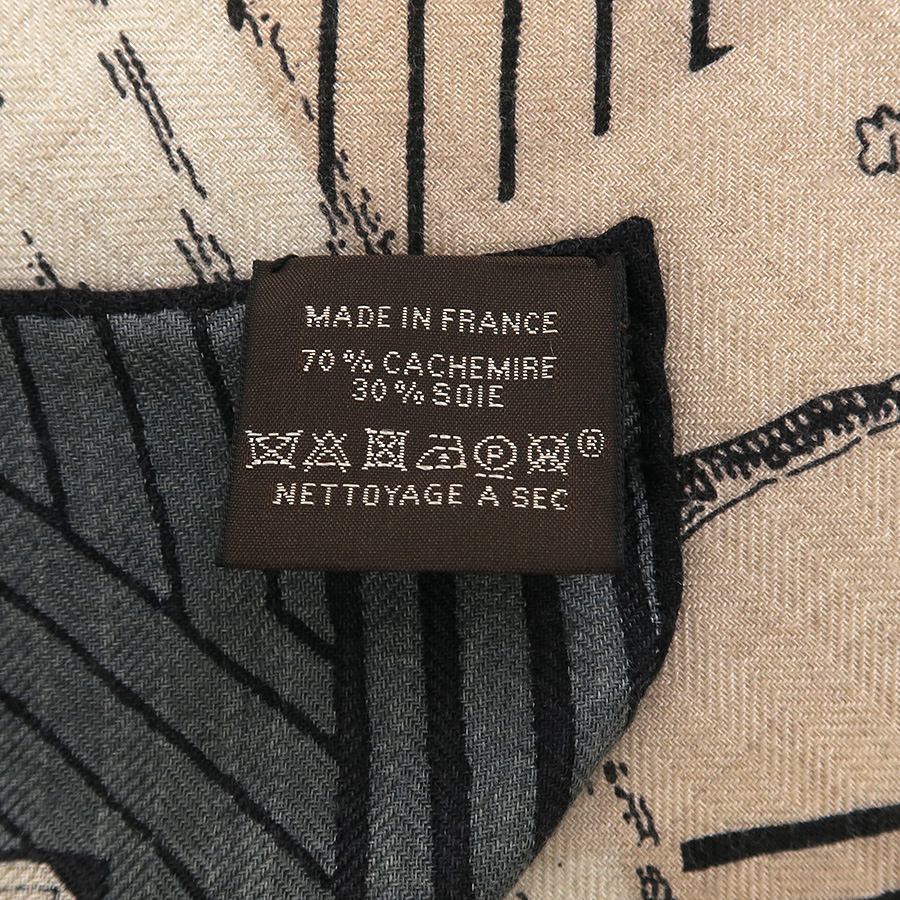 MADE IN FRANCE
70% CACHEMIRE
30% SOIE
P ®
NETTOYAGE A SEC